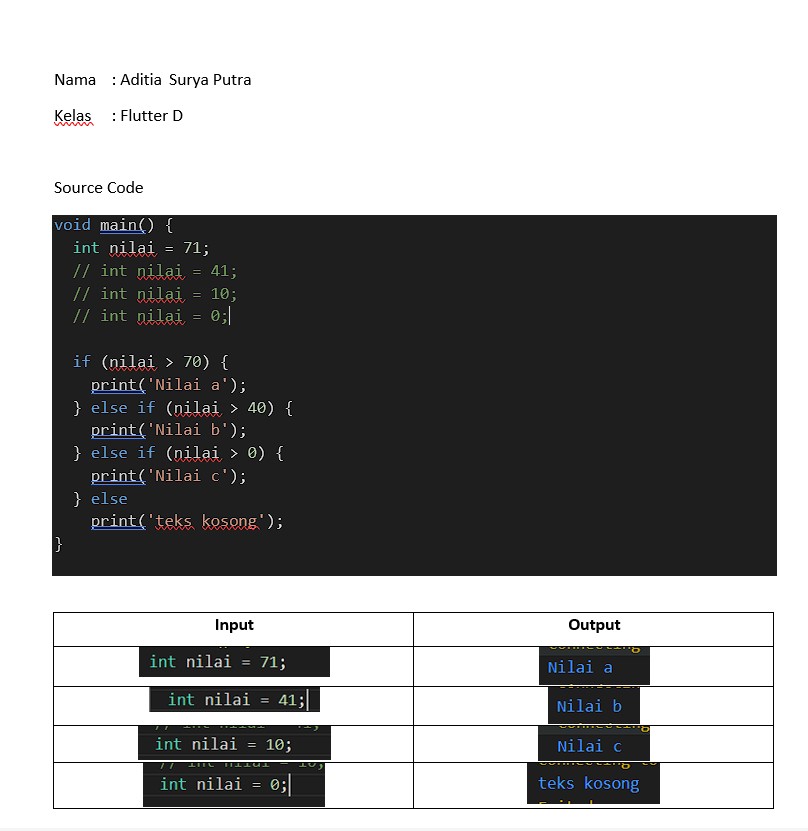 Nama : Aditia Surya Putra
Kelas : Flutter D
Source Code
void main() {
int nilai = 71;
// int nilai = 41;
// int nilai = 10;
// int nilai = 0;
if (nilai > 70) {
print('Nilai a');
} else if (nilai > 40) {
print('Nilai b');
} else if (nilai > 0) {
print('Nilai c');
} else
print('teks kosong');
}
Input Output
int nilai = 71; Nilai a
int nilai = 41; Nilai b
int nilai = 10; Nilai c
int nilai = 0; teks kosong